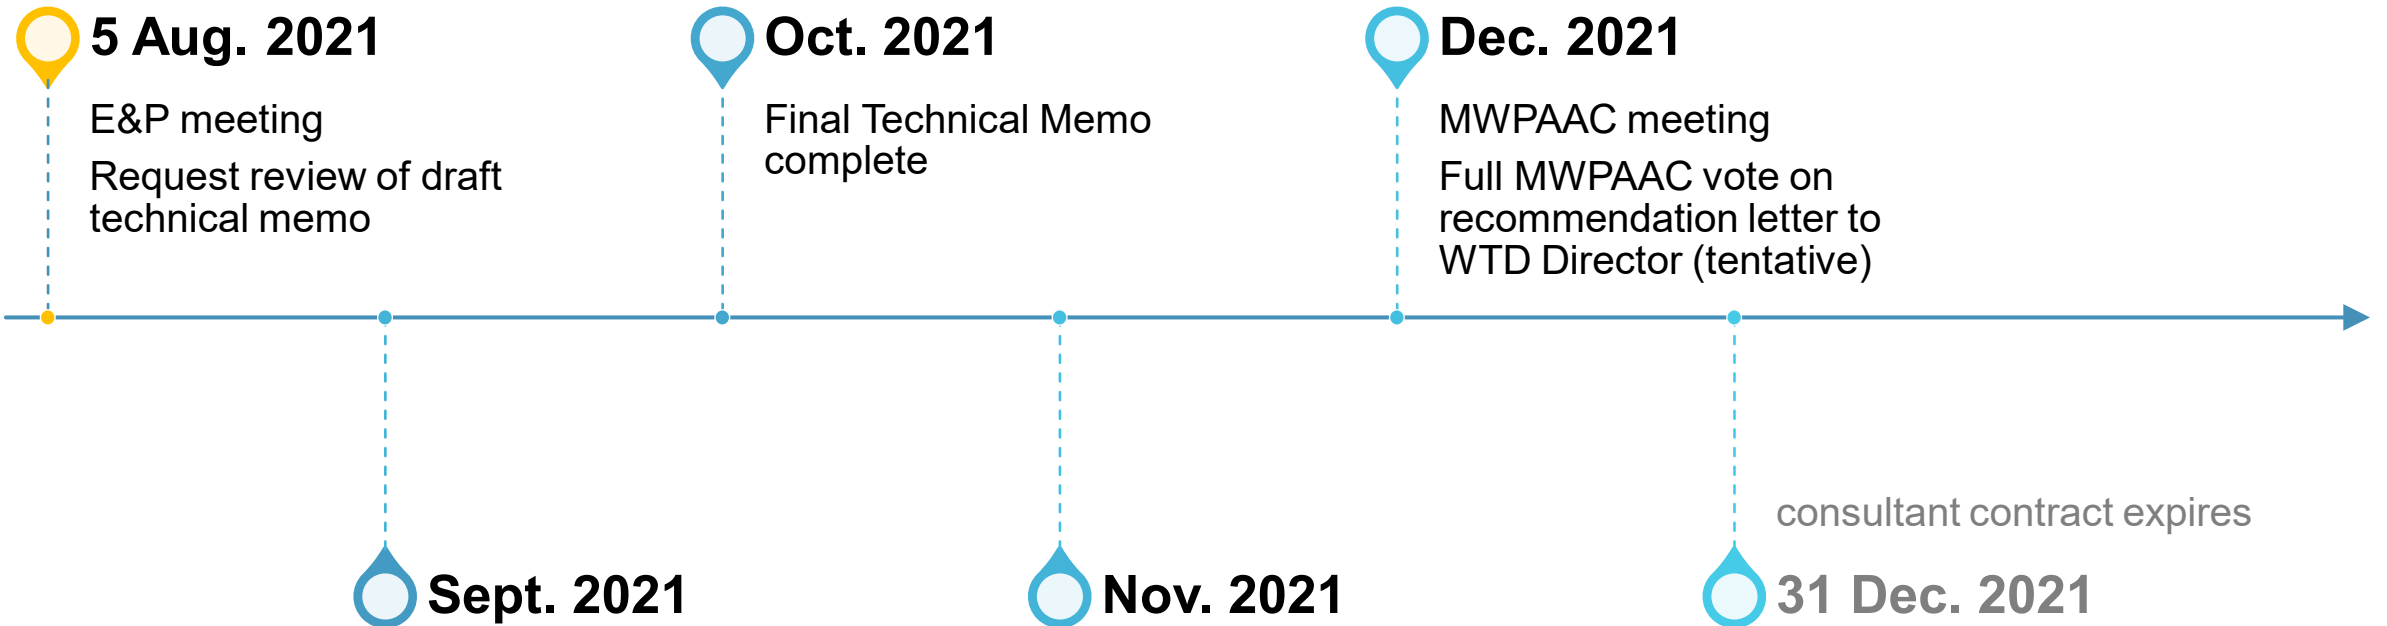 5 Aug. 2021
E&P meeting
Request review of draft
technical memo
Oct. 2021
Final Technical Memo
complete
Dec. 2021
MWPAAC meeting
Full MWPAAC vote on
recommendation letter to
WTD Director (tentative)
Sept. 2021
Nov. 2021
consultant contract expires
31 Dec. 2021